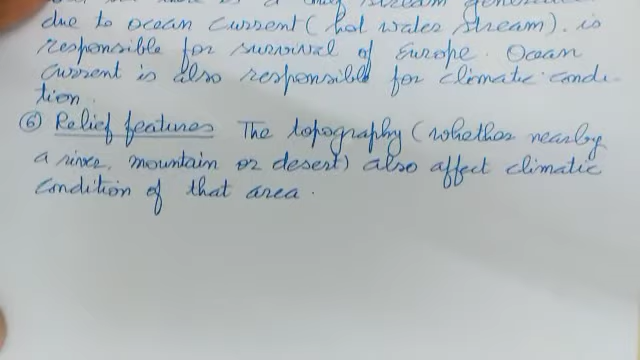 stream
due to ocean current (hot water stream). is
responsible for survival of Europe. Ocean
current is also responsible for climatic condi-
tion.
⑥ Relief features The topography (whether nearby
a river, mountain or desert) also affect climatic
condition of that area.